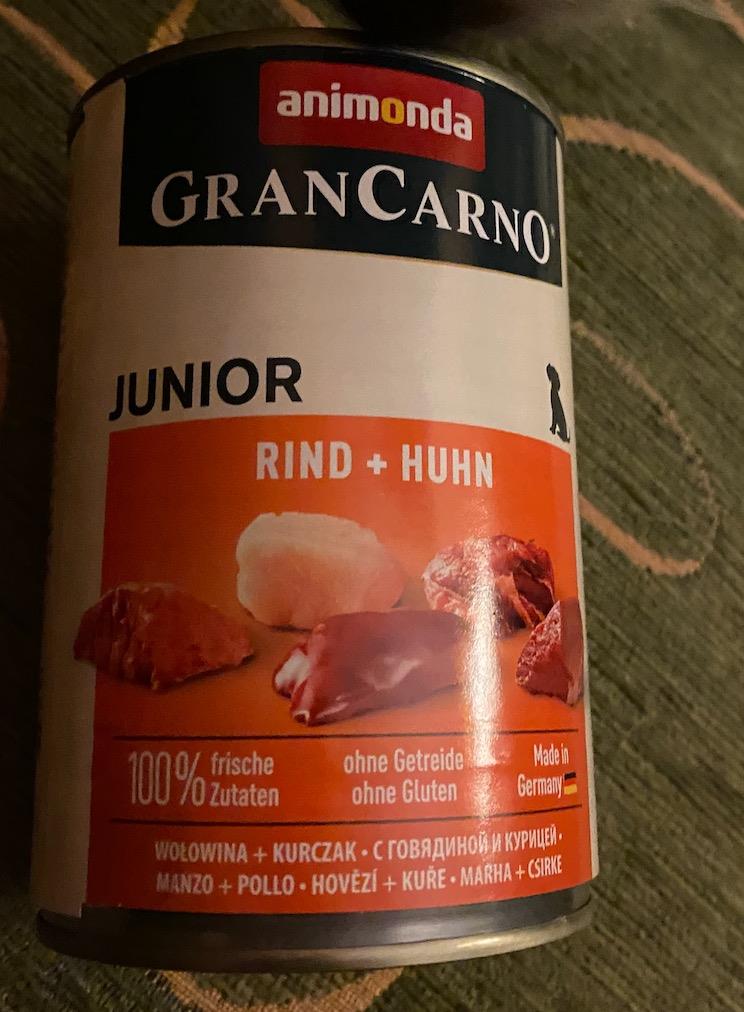 animonda
GRANCARNO®
JUNIOR
RIND + HUHN
100% frische Zutaten
ohne Getreide
ohne Gluten
Made in
Germany
WOŁOWINA + KURCZAK • С ГОВЯДИНОЙ И КУРИЦЕЙ •
MANZO + POLLO • HOVĚZÍ + KUŘE • MARHA + CSIRKE